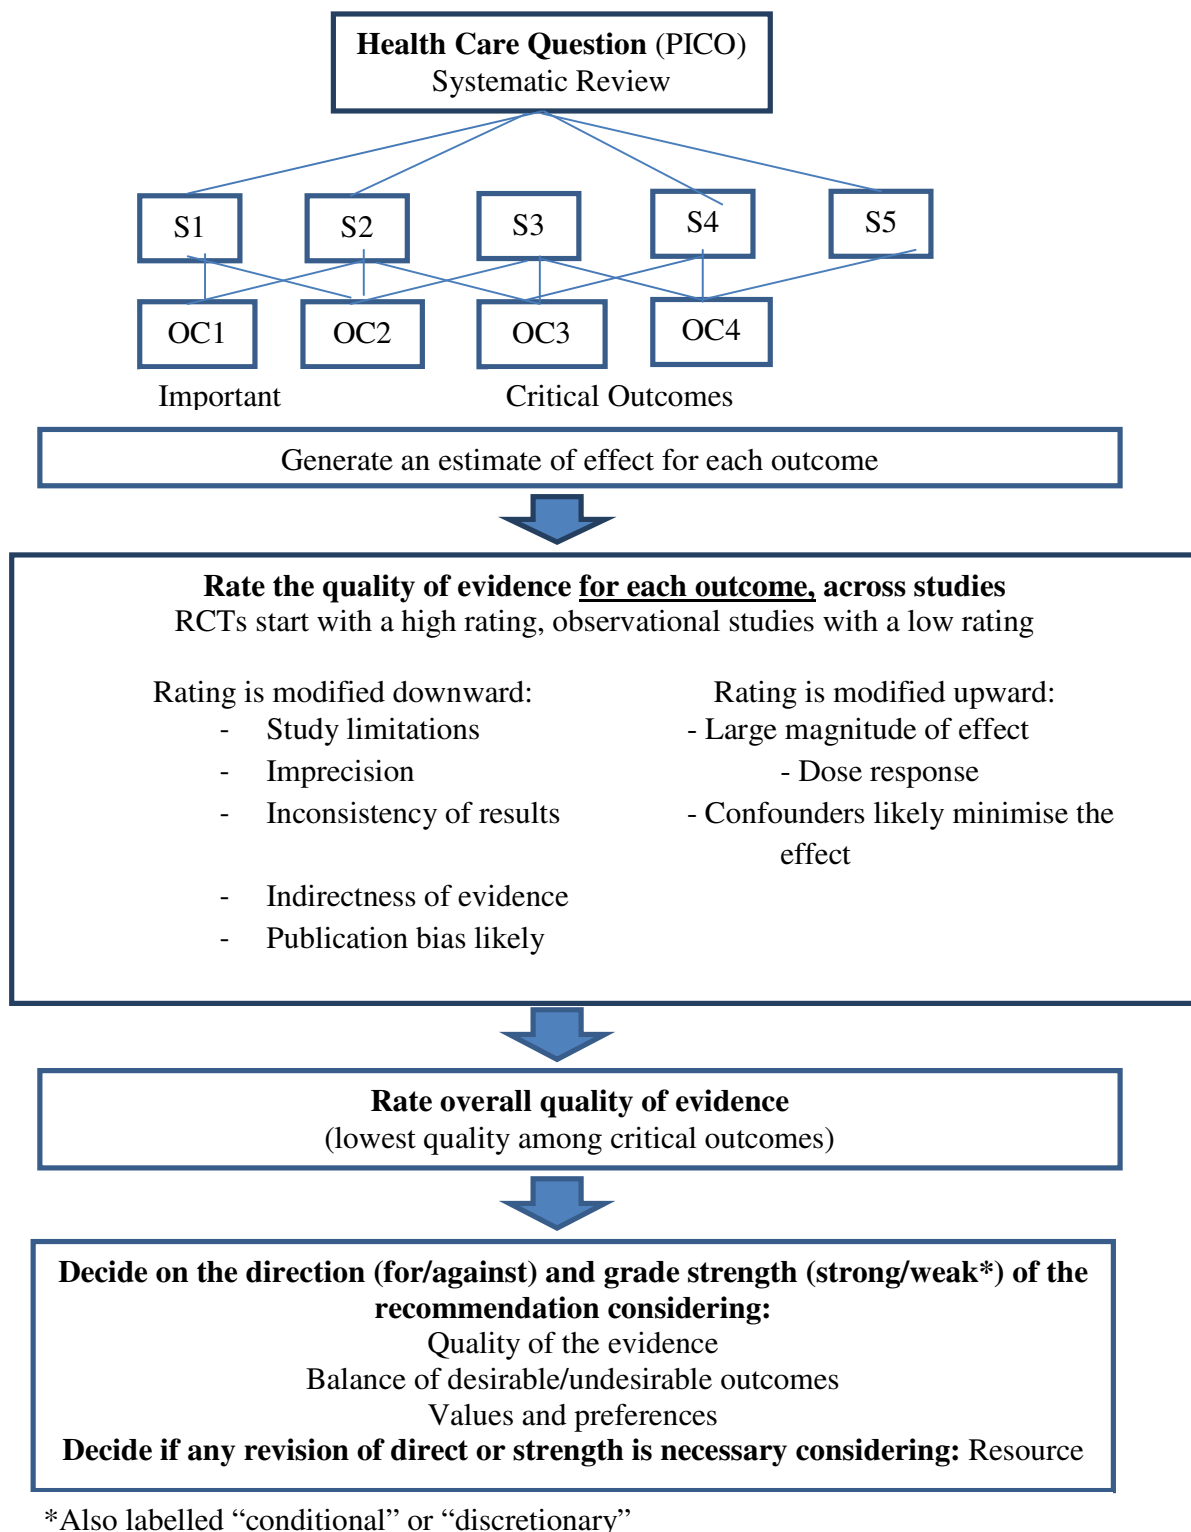 Health Care Question (PICO)
Systematic Review
S1 S2 S3 S4 S5
OC1 OC2 OC3 OC4
Important Critical Outcomes
Generate an estimate of effect for each outcome
Rate the quality of evidence for each outcome, across studies
RCTs start with a high rating, observational studies with a low rating
Rating is modified downward:
- Study limitations
- Imprecision
- Inconsistency of results
- Indirectness of evidence
- Publication bias likely
Rating is modified upward:
- Large magnitude of effect
- Dose response
- Confounders likely minimise the
effect
Rate overall quality of evidence
(lowest quality among critical outcomes)
Decide on the direction (for/against) and grade strength (strong/weak*) of the
recommendation considering:
Quality of the evidence
Balance of desirable/undesirable outcomes
Values and preferences
Decide if any revision of direct or strength is necessary considering: Resource
*Also labelled “conditional” or “discretionary”